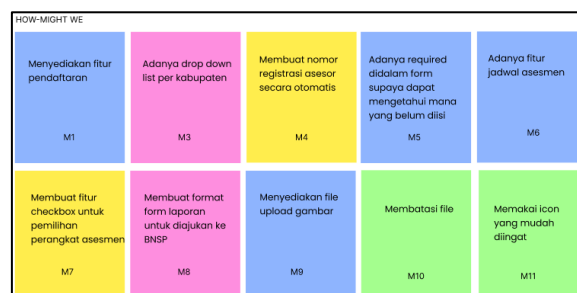 HOW-MIGHT WE
Menyediakan fitur
pendaftaran
M1
Adanya drop down
list per kabupaten
M3
Membuat nomor
registrasi asesor
secara otomatis
M4
Adanya required
didalam form
supaya dapat
mengetahui mana
yang belum diisi
M5
Adanya fitur
jadwal asesmen
M6
Membuat fitur
checkbox untuk
pemilihan
perangkat asesmen
M7
Membuat format
form laporan
untuk diajukan ke
BNSP
M8
Menyediakan file
upload gambar
M9
Membatasi file
M10
Memakai icon
yang mudah
diingat
M11